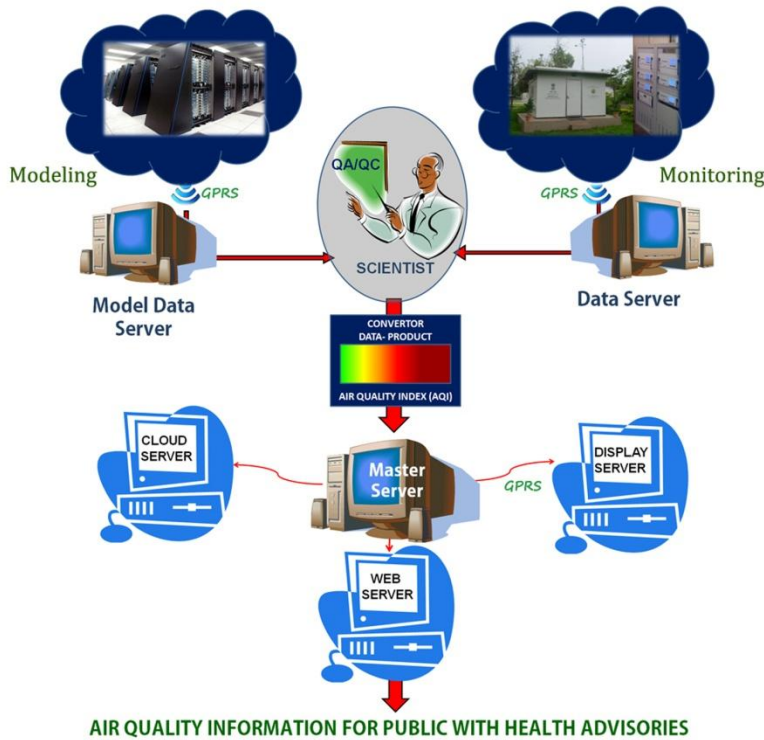 Modeling
GPRS
QA/QC
GPRS
Monitoring
SCIENTIST
Model Data
Server
Data Server
CONVERTOR
DATA- PRODUCT
AIR QUALITY INDEX (AQI)
CLOUD
SERVER
Master
Server
GPRS
DISPLAY
SERVER
WEB
SERVER
AIR QUALITY INFORMATION FOR PUBLIC WITH HEALTH ADVISORIES